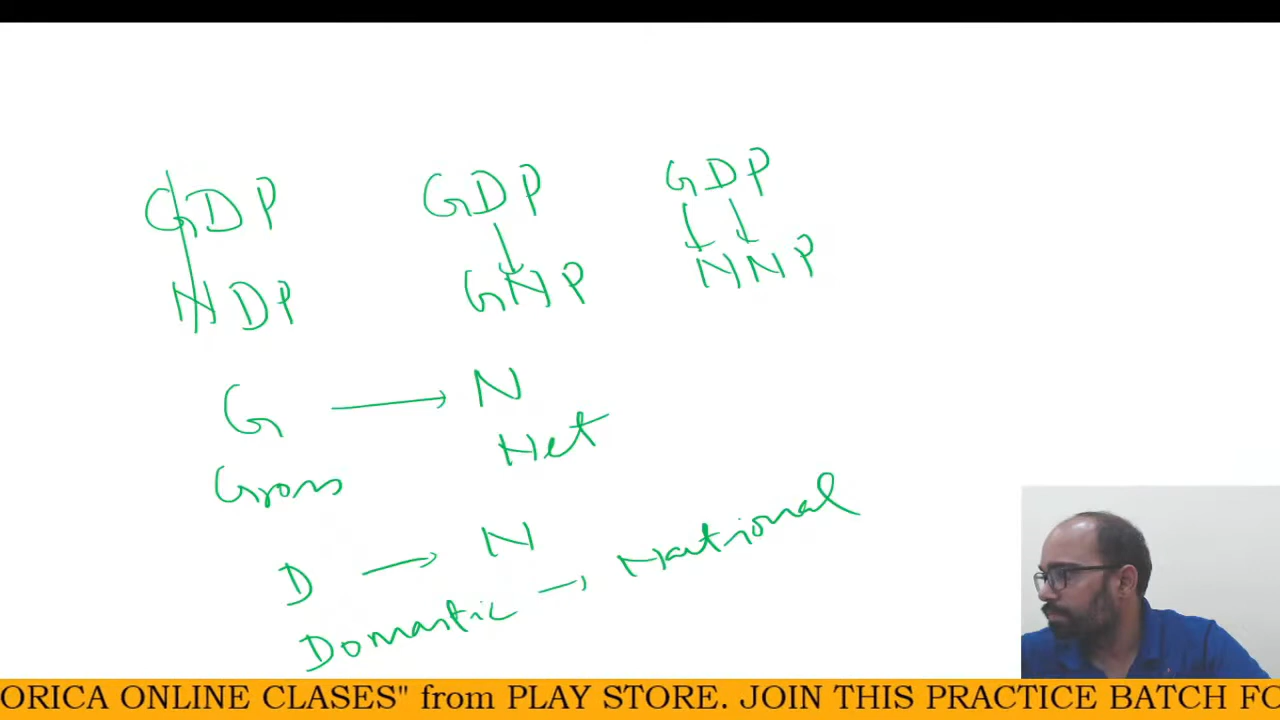 GDP GDP GDP
NDP GNP NNP
G → N
Gross Net
D → N
Domastic → National
ORICA ONLINE CLASES" from PLAY STORE. JOIN THIS PRACTICE BATCH FO